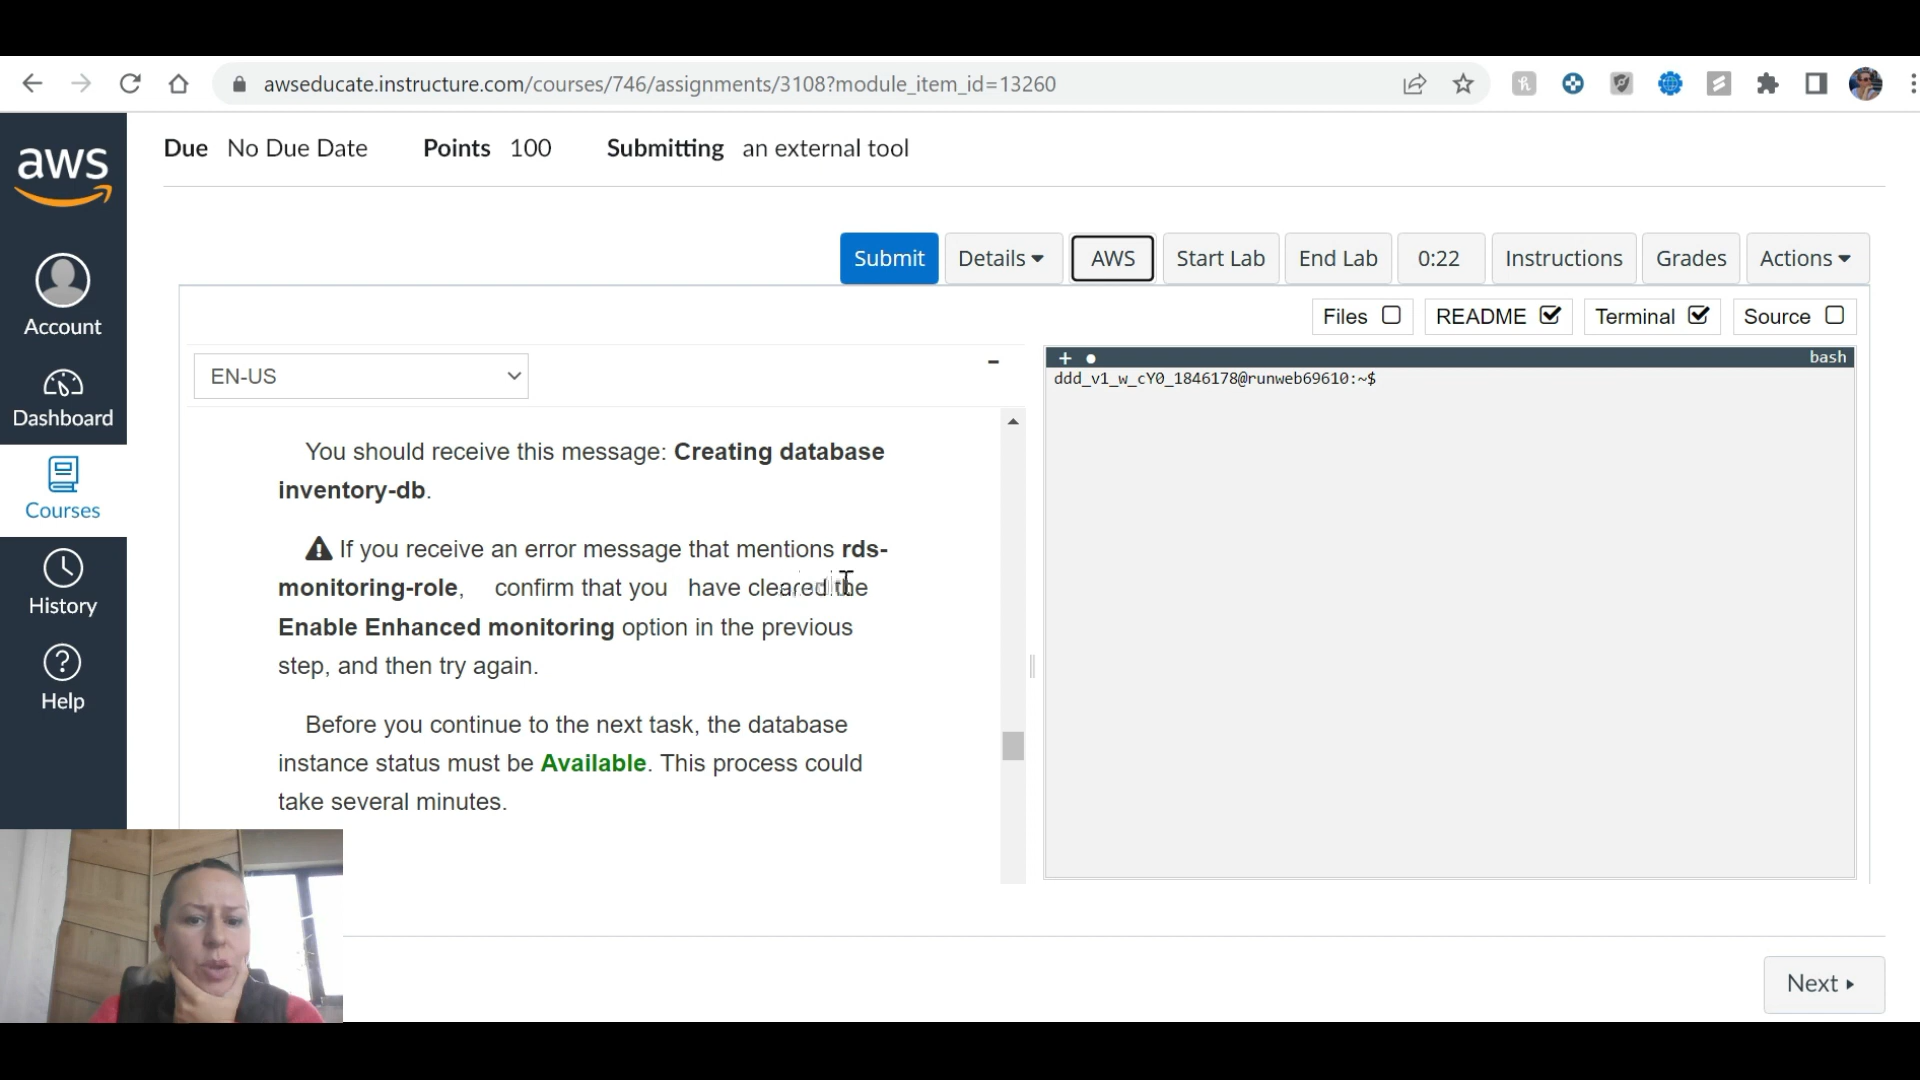 awseducate.instructure.com/courses/746/assignments/3108?module_item_id=13260
aws
Account
Dashboard
Courses
History
Help
Due No Due Date Points 100 Submitting an external tool
Submit Details AWS Start Lab End Lab 0:22 Instructions Grades Actions
Files README Terminal Source
EN-US
You should receive this message: Creating database
inventory-db.
If you receive an error message that mentions rds-
monitoring-role, confirm that you have cleared the
Enable Enhanced monitoring option in the previous
step, and then try again.
Before you continue to the next task, the database
instance status must be Available. This process could
take several minutes.
+ bash
ddd_v1_w_cY0_1846178@runweb69610:~$
Next